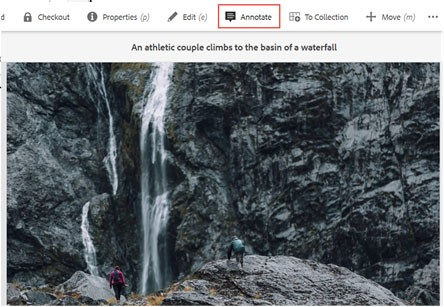 Checkout Properties (p) Edit (e) Annotate To Collection Move (m) ...
An athletic couple climbs to the basin of a waterfall